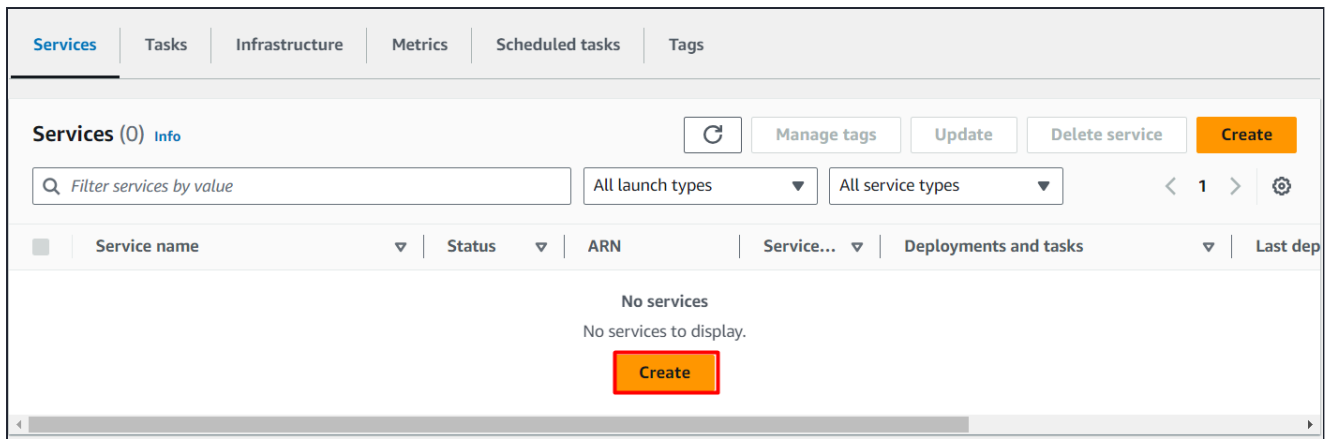 Services Tasks Infrastructure Metrics Scheduled tasks Tags
Services (0) Info Manage tags Update Delete service Create
Filter services by value All launch types All service types 1
Service name Status ARN Service... Deployments and tasks Last dep
No services
No services to display.
Create